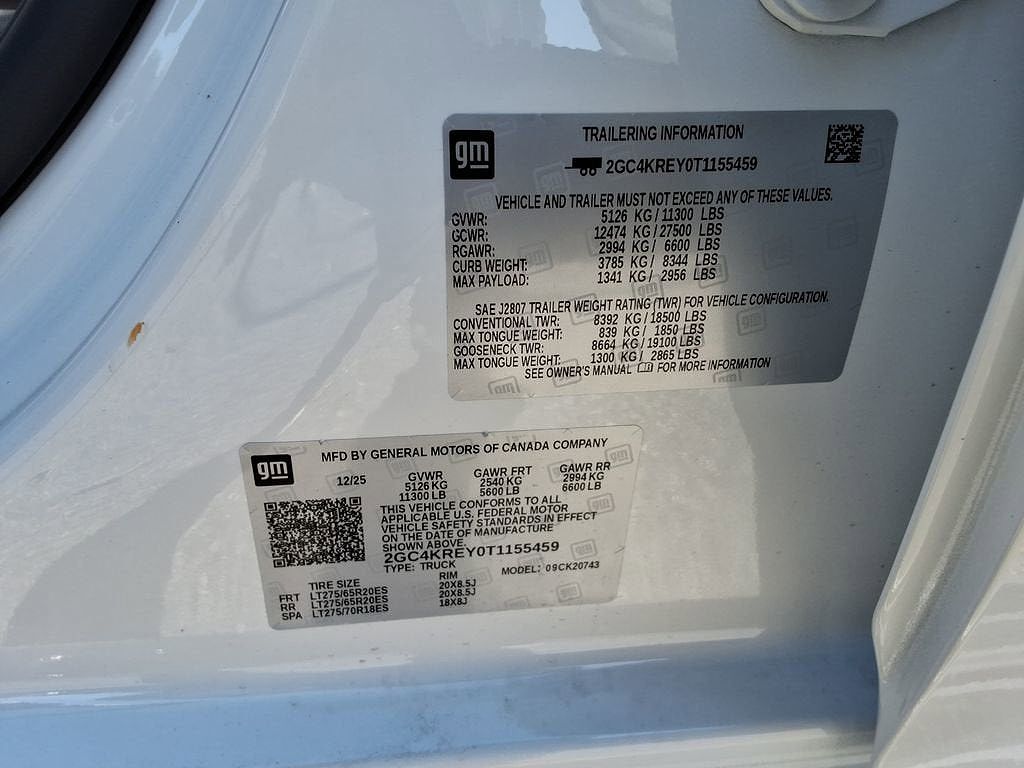 gm
TRAILERING INFORMATION
2GC4KREY0T1155459
VEHICLE AND TRAILER MUST NOT EXCEED ANY OF THESE VALUES.
GVWR: 5126 KG / 11300 LBS
GCWR: 12474 KG / 27500 LBS
RGAWR: 2994 KG / 6600 LBS
CURB WEIGHT: 3785 KG / 8344 LBS
MAX PAYLOAD: 1341 KG / 2956 LBS
SAE J2807 TRAILER WEIGHT RATING (TWR) FOR VEHICLE CONFIGURATION.
CONVENTIONAL TWR: 8392 KG / 18500 LBS
MAX TONGUE WEIGHT: 839 KG / 1850 LBS
GOOSENECK TWR: 8664 KG / 19100 LBS
MAX TONGUE WEIGHT: 1300 KG / 2865 LBS
SEE OWNER'S MANUAL FOR MORE INFORMATION
gm
MFD BY GENERAL MOTORS OF CANADA COMPANY
12/25 GVWR GAWR FRT GAWR RR
5126 KG 2540 KG 2994 KG
11300 LB 5600 LB 6600 LB
THIS VEHICLE CONFORMS TO ALL
APPLICABLE U.S. FEDERAL MOTOR
VEHICLE SAFETY STANDARDS IN EFFECT
ON THE DATE OF MANUFACTURE
SHOWN ABOVE.
2GC4KREY0T1155459
TYPE: TRUCK MODEL: 09CK20743
TIRE SIZE RIM
FRT LT275/65R20ES 20X8.5J
RR LT275/65R20ES 20X8.5J
SPA LT275/70R18ES 18X8J